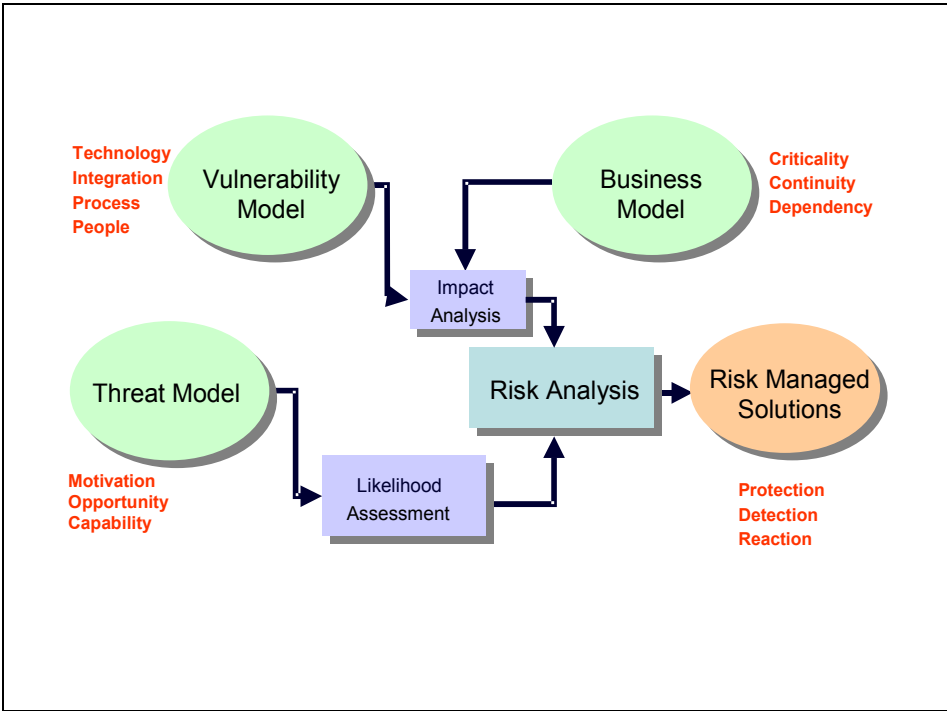 Technology
Integration
Process
People
Vulnerability
Model
Business
Model
Criticality
Continuity
Dependency
Impact
Analysis
Threat Model
Motivation
Opportunity
Capability
Likelihood
Assessment
Risk Analysis
Risk Managed
Solutions
Protection
Detection
Reaction